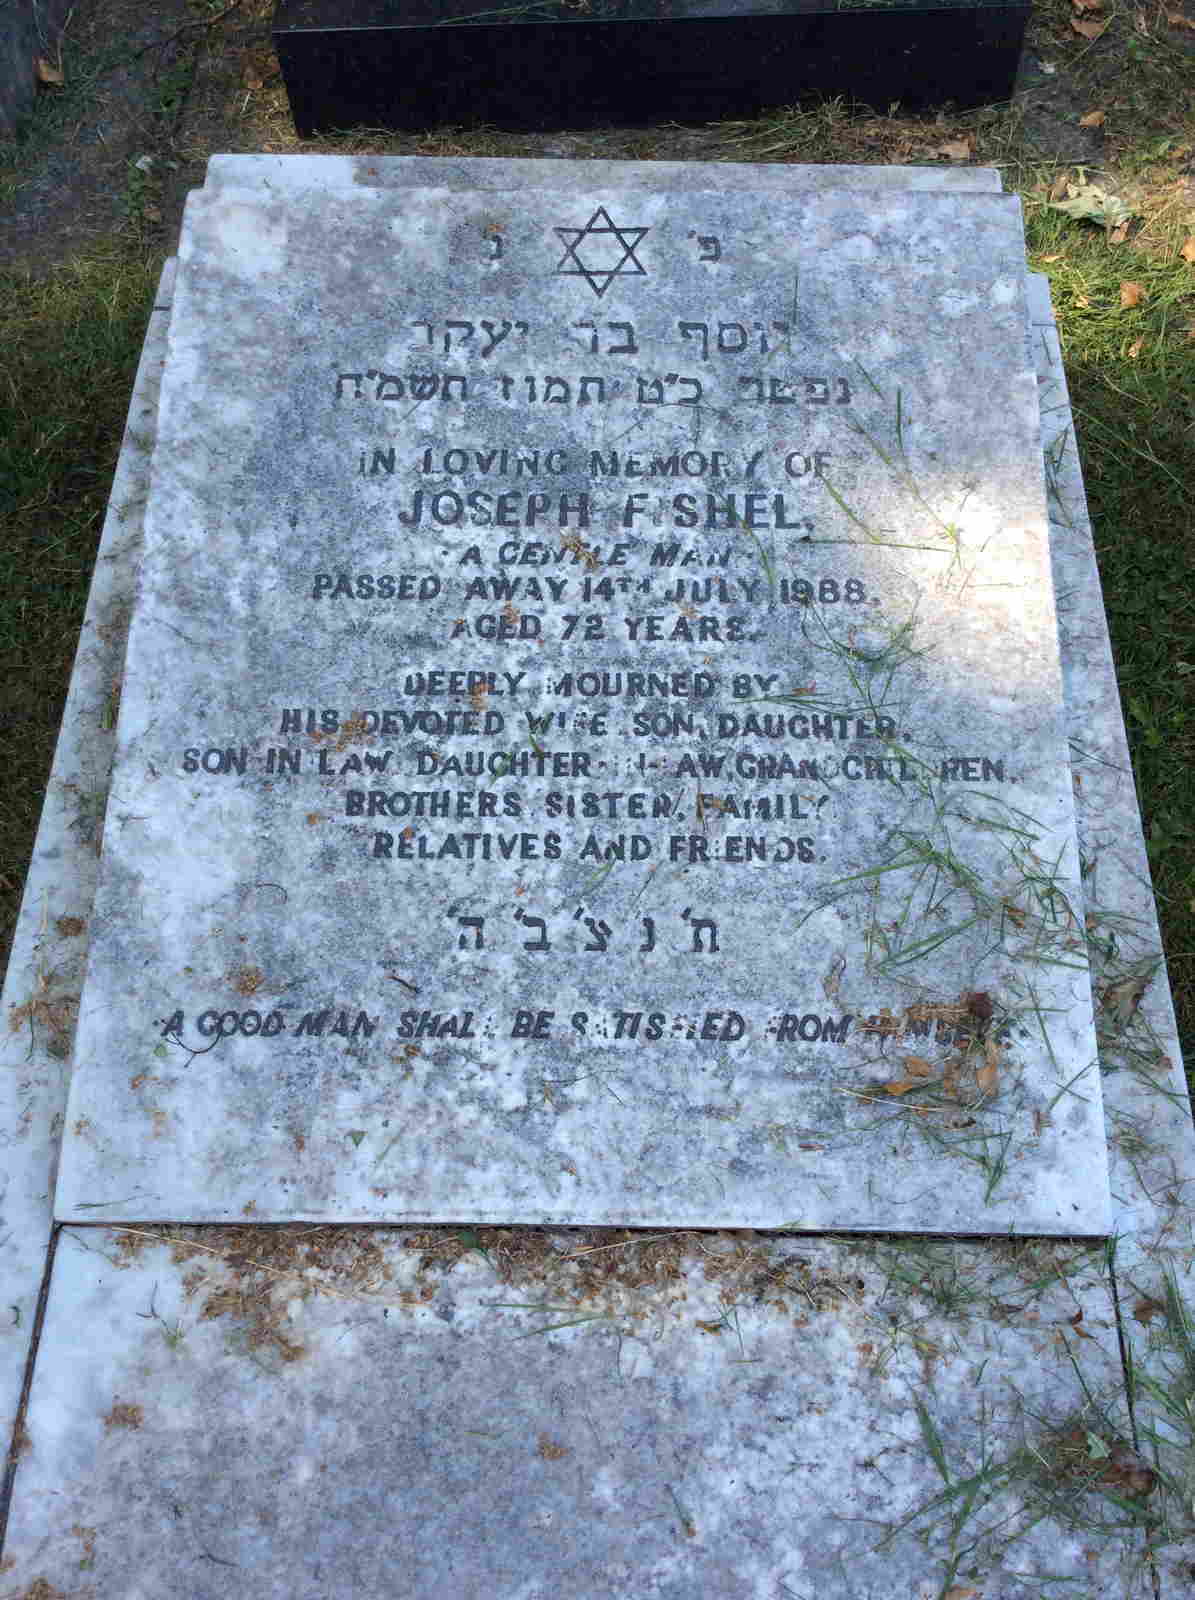 פ' נ'
יוסף בר יעקב
נפטר כ"ט תמוז תשמ"ח
IN LOVING MEMORY OF
JOSEPH FISHEL,
A GENTLE MAN
PASSED AWAY 14TH JULY 1988.
AGED 72 YEARS.
DEEPLY MOURNED BY
HIS DEVOTED WIFE, SON, DAUGHTER,
SON IN LAW, DAUGHTER-IN-LAW, GRANDCHILDREN,
BROTHERS, SISTER, FAMILY
RELATIVES AND FRIENDS.
ת' נ' צ' ב' ה'
A GOOD MAN SHALL BE SATISFIED FROM HIMSELF.